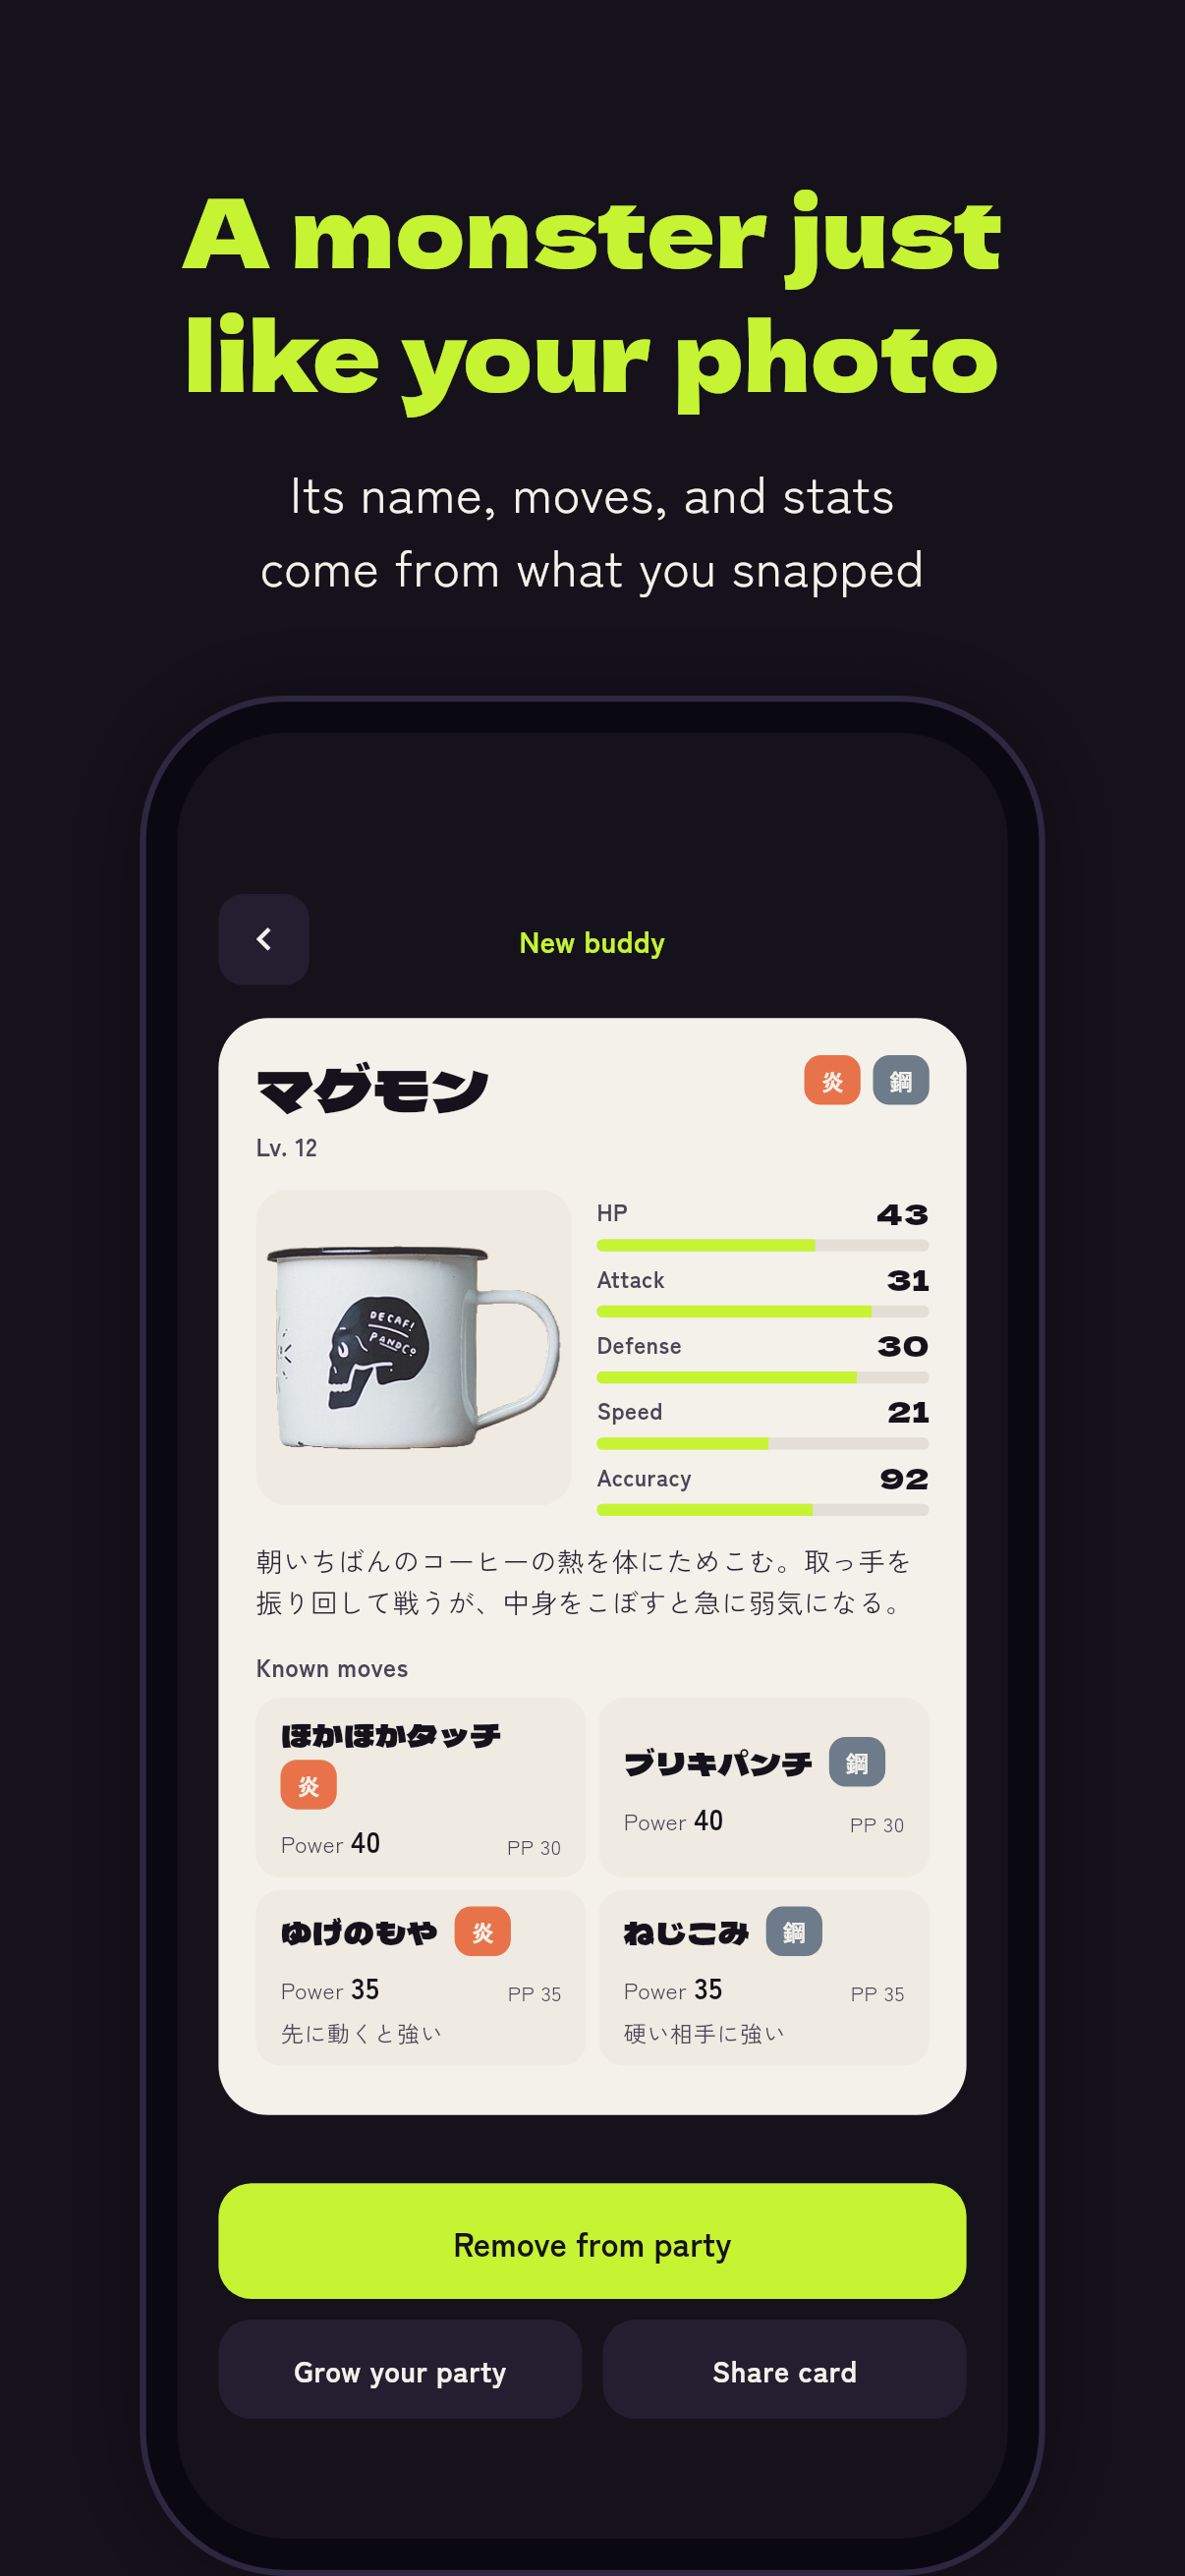 A monster just
like your photo
Its name, moves, and stats
come from what you snapped
New buddy
マグモン
炎 鋼
Lv. 12
HP 43
Attack 31
Defense 30
Speed 21
Accuracy 92
DECAF!
PANDCO
朝いちばんのコーヒーの熱を体にためこむ。取っ手を
振り回して戦うが、中身をこぼすと急に弱気になる。
Known moves
ほかほかタッチ
炎
Power 40 PP 30
ブリキパンチ 鋼
Power 40 PP 30
ゆげのもや 炎
Power 35 PP 35
先に動くと強い
ねじこみ 鋼
Power 35 PP 35
硬い相手に強い
Remove from party
Grow your party
Share card